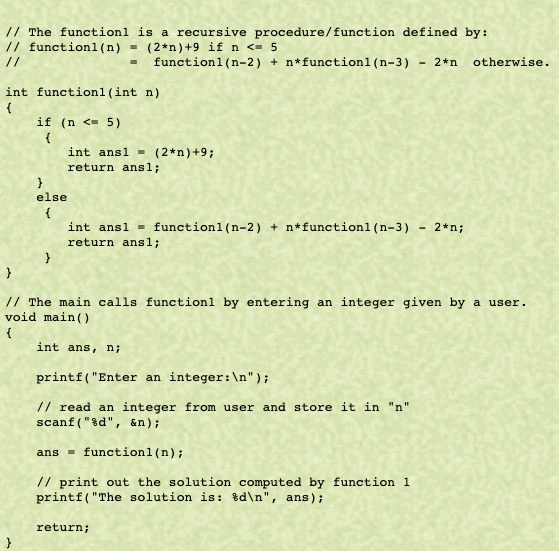 // The function1 is a recursive procedure/function defined by:
// function1(n) = (2*n)+9 if n <= 5
//              =  function1(n-2) + n*function1(n-3) - 2*n  otherwise.
int function1(int n)
{
    if (n <= 5)
     {
        int ans1 = (2*n)+9;
        return ans1;
    }
    else
     {
        int ans1 = function1(n-2) + n*function1(n-3) - 2*n;
        return ans1;
     }
}
// The main calls function1 by entering an integer given by a user.
void main()
{
    int ans, n;
    printf("Enter an integer:\n");
    // read an integer from user and store it in "n"
    scanf("%d", &n);
    ans = function1(n);
    // print out the solution computed by function 1
    printf("The solution is: %d\n", ans);
    return;
}